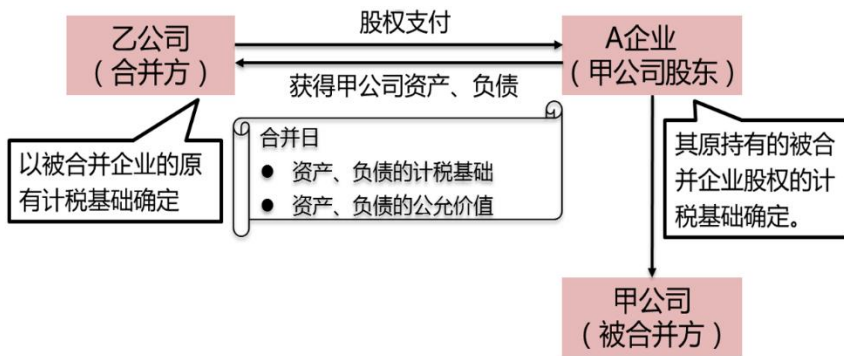 股权支付
乙公司
（合并方）
A企业
（甲公司股东）
获得甲公司资产、负债
以被合并企业的原
有计税基础确定
合并日
● 资产、负债的计税基础
● 资产、负债的公允价值
其原持有的被合
并企业股权的计
税基础确定。
甲公司
（被合并方）